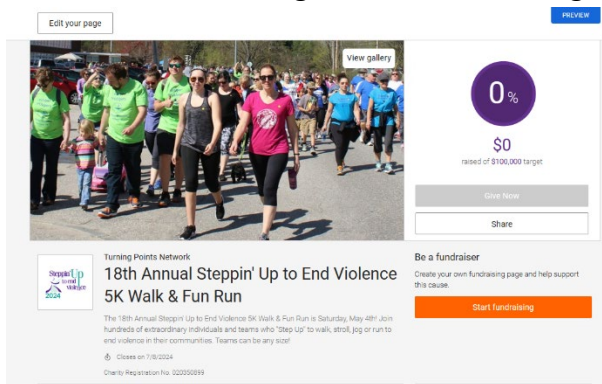 Edit your page
PREVIEW
View gallery
0 %
$0
raised of $100,000 target
Give Now
Share
Steppin' Up
to end
violence
2024
Turning Points Network
18th Annual Steppin' Up to End Violence
5K Walk & Fun Run
The 18th Annual Steppin' Up to End Violence 5K Walk & Fun Run is Saturday, May 4th! Join
hundreds of extraordinary individuals and teams who "Step Up" to walk, stroll, jog or run to
end violence in their communities. Teams can be any size!
Closes on 7/8/2024
Charity Registration No. 020350899
Be a fundraiser
Create your own fundraising page and help support
this cause.
Start fundraising